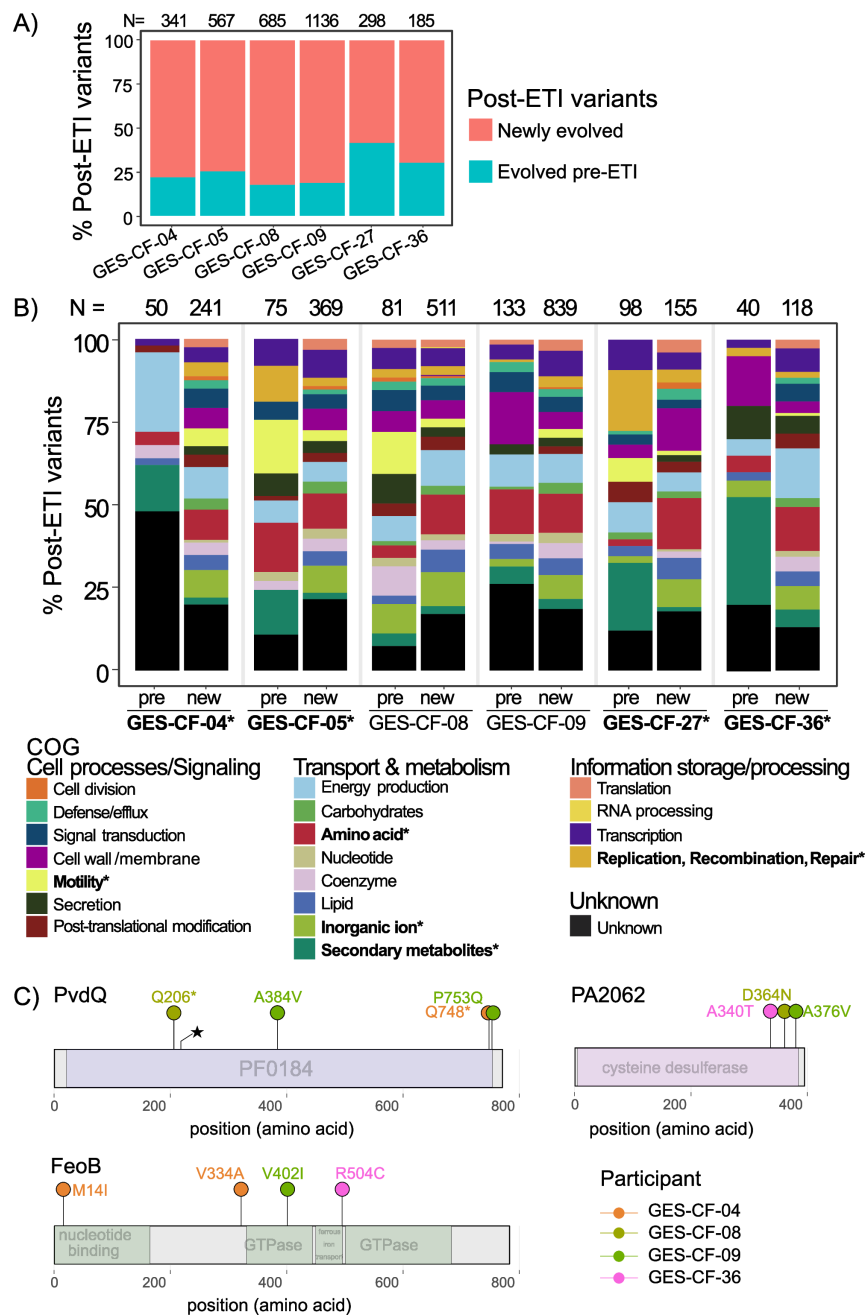 A)
N= 341 567 685 1136 298 185
% Post-ETI variants
100
75
50
25
0
GES-CF-04
GES-CF-05
GES-CF-08
GES-CF-09
GES-CF-27
GES-CF-36
Post-ETI variants
Newly evolved
Evolved pre-ETI
B)
N = 50 241 75 369 81 511 133 839 98 155 40 118
% Post-ETI variants
100
75
50
25
0
pre new pre new pre new pre new pre new pre new
GES-CF-04* GES-CF-05* GES-CF-08 GES-CF-09 GES-CF-27* GES-CF-36*
COG
Cell processes/Signaling
Cell division
Defense/efflux
Signal transduction
Cell wall/membrane
Motility*
Secretion
Post-translational modification
Transport & metabolism
Energy production
Carbohydrates
Amino acid*
Nucleotide
Coenzyme
Lipid
Inorganic ion*
Secondary metabolites*
Information storage/processing
Translation
RNA processing
Transcription
Replication, Recombination, Repair*
Unknown
Unknown
C)
PvdQ
Q206*
A384V
P753Q
Q748*
★
PF0184
0 200 400 600 800
position (amino acid)
PA2062
D364N
A340T
A376V
cysteine desulferase
0 200 400
position (amino acid)
FeoB
M14I
V334A
V402I
R504C
nucleotide
binding
GTPase
ferrous
iron
transport
GTPase
0 200 400 600 800
position (amino acid)
Participant
GES-CF-04
GES-CF-08
GES-CF-09
GES-CF-36